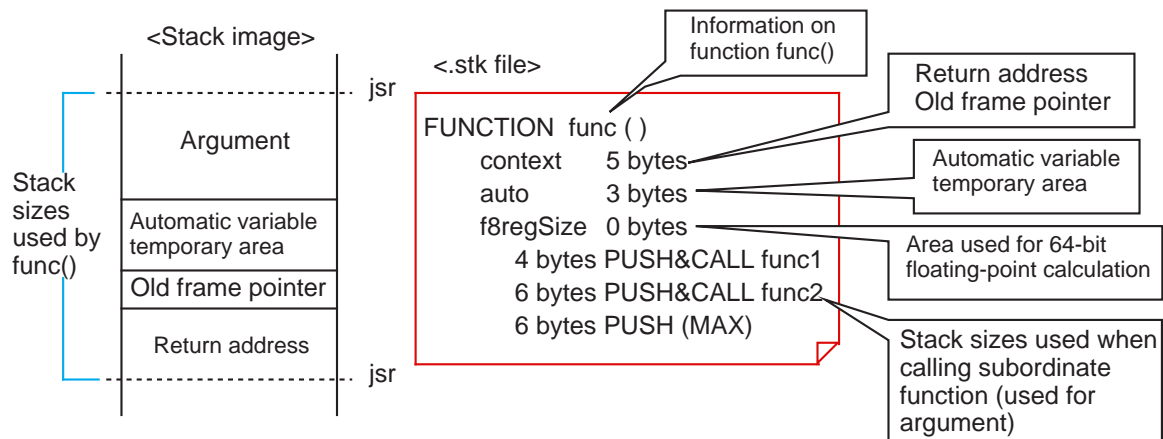 <Stack image>
jsr
Argument
Stack
sizes
used by
func()
Automatic variable
temporary area
Old frame pointer
Return address
jsr
<.stk file>
FUNCTION func ( )
context 5 bytes
auto 3 bytes
f8regSize 0 bytes
4 bytes PUSH&CALL func1
6 bytes PUSH&CALL func2
6 bytes PUSH (MAX)
Information on
function func()
Return address
Old frame pointer
Automatic variable
temporary area
Area used for 64-bit
floating-point calculation
Stack sizes used when
calling subordinate
function (used for
argument)